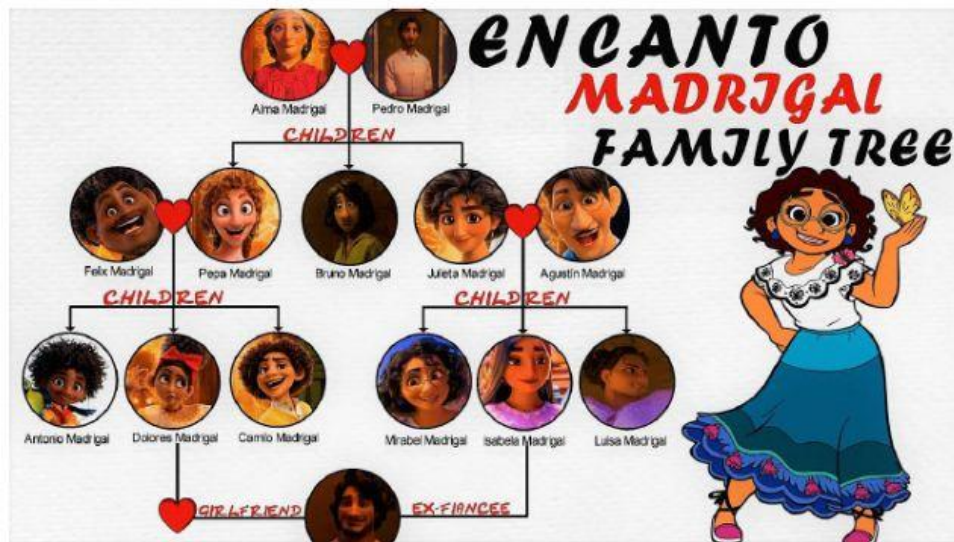 ENCANTO
MADRIGAL
FAMILY TREE
Alma Madrigal
Pedro Madrigal
CHILDREN
Felix Madrigal
Pepa Madrigal
Bruno Madrigal
Julieta Madrigal
Agustin Madrigal
CHILDREN
CHILDREN
Antonio Madrigal
Dolores Madrigal
Camilo Madrigal
Mirabel Madrigal
Isabela Madrigal
Luisa Madrigal
GIRLFRIEND
EX-FIANCEE